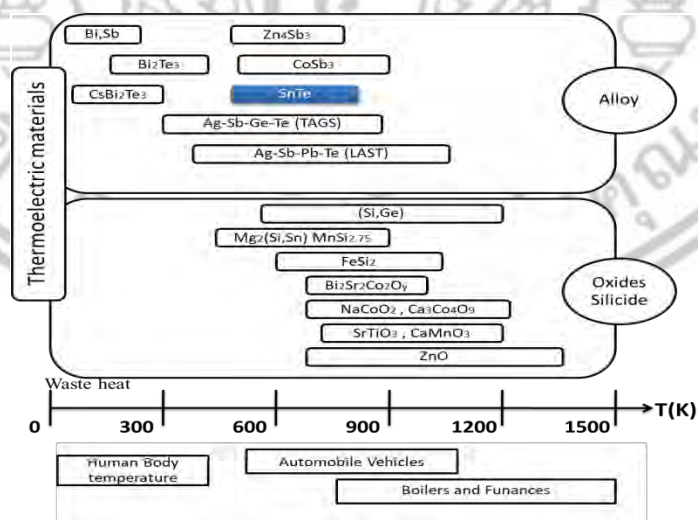 Thermoelectric materials
Bi,Sb
Zn4Sb3
Bi2Te3
CoSb3
CsBi2Te3
SnTe
Ag-Sb-Ge-Te (TAGS)
Ag-Sb-Pb-Te (LAST)
Alloy
(Si,Ge)
Mg2(Si,Sn) MnSi2.75
FeSi2
Bi2Sr2Co2Oy
NaCoO2 , Ca3Co4O9
SrTiO3 , CaMnO3
ZnO
Oxides
Silicide
Waste heat
T(K)
0 300 600 900 1200 1500
Human Body
temperature
Automobile Vehicles
Boilers and Funances